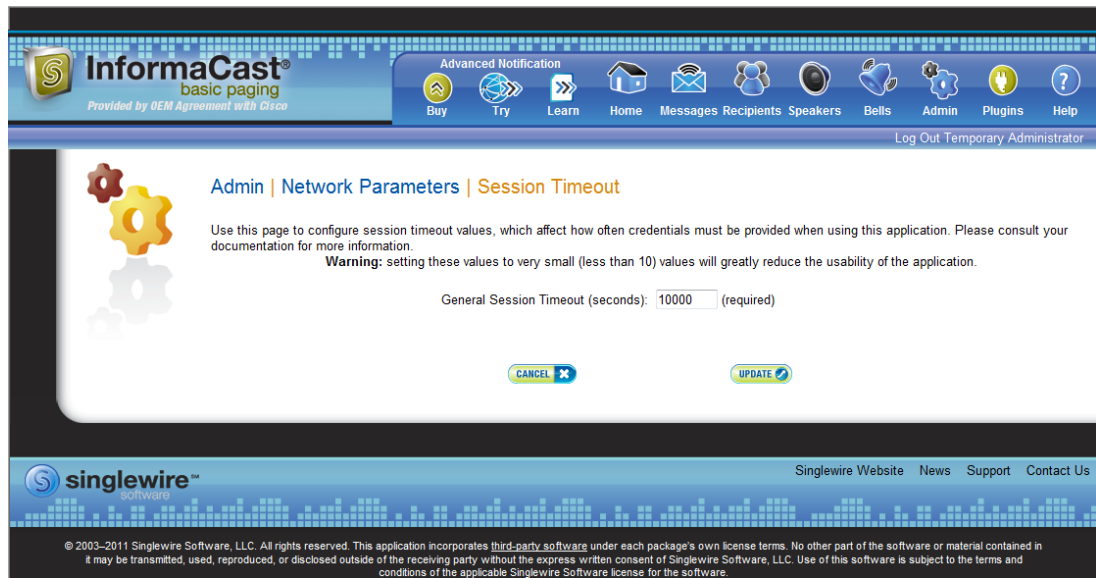 InformaCast®
basic paging
Provided by OEM Agreement with Cisco
Advanced Notification
Buy Try Learn Home Messages Recipients Speakers Bells Admin Plugins Help
Log Out Temporary Administrator
Admin | Network Parameters | Session Timeout
Use this page to configure session timeout values, which affect how often credentials must be provided when using this application. Please consult your
documentation for more information.
Warning: setting these values to very small (less than 10) values will greatly reduce the usability of the application.
General Session Timeout (seconds): 10000 (required)
CANCEL UPDATE
singlewire™
software
Singlewire Website News Support Contact Us
© 2003–2011 Singlewire Software, LLC. All rights reserved. This application incorporates third-party software under each package's own license terms. No other part of the software or material contained in
it may be transmitted, used, reproduced, or disclosed outside of the receiving party without the express written consent of Singlewire Software, LLC. Use of this software is subject to the terms and
conditions of the applicable Singlewire Software license for the software.